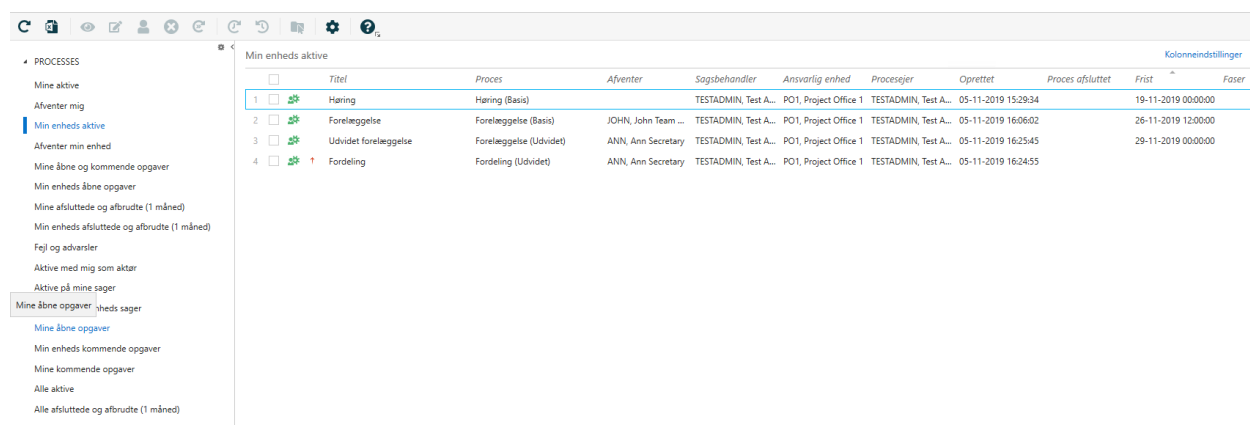 Min enheds aktive
Kolonneindstillinger
PROCESSES
Mine aktive
Afventer mig
Min enheds aktive
Afventer min enhed
Mine åbne og kommende opgaver
Min enheds åbne opgaver
Mine afsluttede og afbrudte (1 måned)
Min enheds afsluttede og afbrudte (1 måned)
Fejl og advarsler
Aktive med mig som aktør
Aktive på mine sager
Mine åbne opgaver
heds sager
Mine åbne opgaver
Min enheds kommende opgaver
Mine kommende opgaver
Alle aktive
Alle afsluttede og afbrudte (1 måned)
Titel Proces Afventer Sagsbehandler Ansvarlig enhed Procesejer Oprettet Proces afsluttet Frist Faser
1 Høring Høring (Basis) TESTADMIN, Test A... PO1, Project Office 1 TESTADMIN, Test A... 05-11-2019 15:29:34 19-11-2019 00:00:00
2 Forelæggelse Forelæggelse (Basis) JOHN, John Team ... TESTADMIN, Test A... PO1, Project Office 1 TESTADMIN, Test A... 05-11-2019 16:06:02 26-11-2019 12:00:00
3 Udvidet forelæggelse Forelæggelse (Udvidet) ANN, Ann Secretary TESTADMIN, Test A... PO1, Project Office 1 TESTADMIN, Test A... 05-11-2019 16:25:45 29-11-2019 00:00:00
4 Fordeling Fordeling (Udvidet) ANN, Ann Secretary TESTADMIN, Test A... PO1, Project Office 1 TESTADMIN, Test A... 05-11-2019 16:24:55